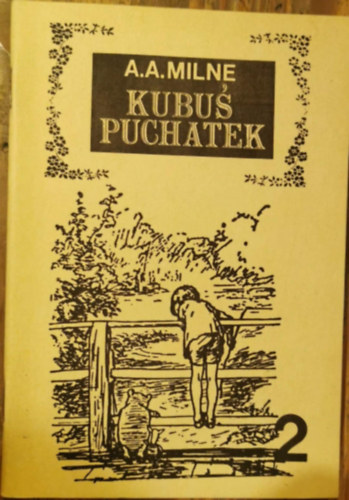 A.A.MILNE
KUBUŚ
PUCHATEK
2